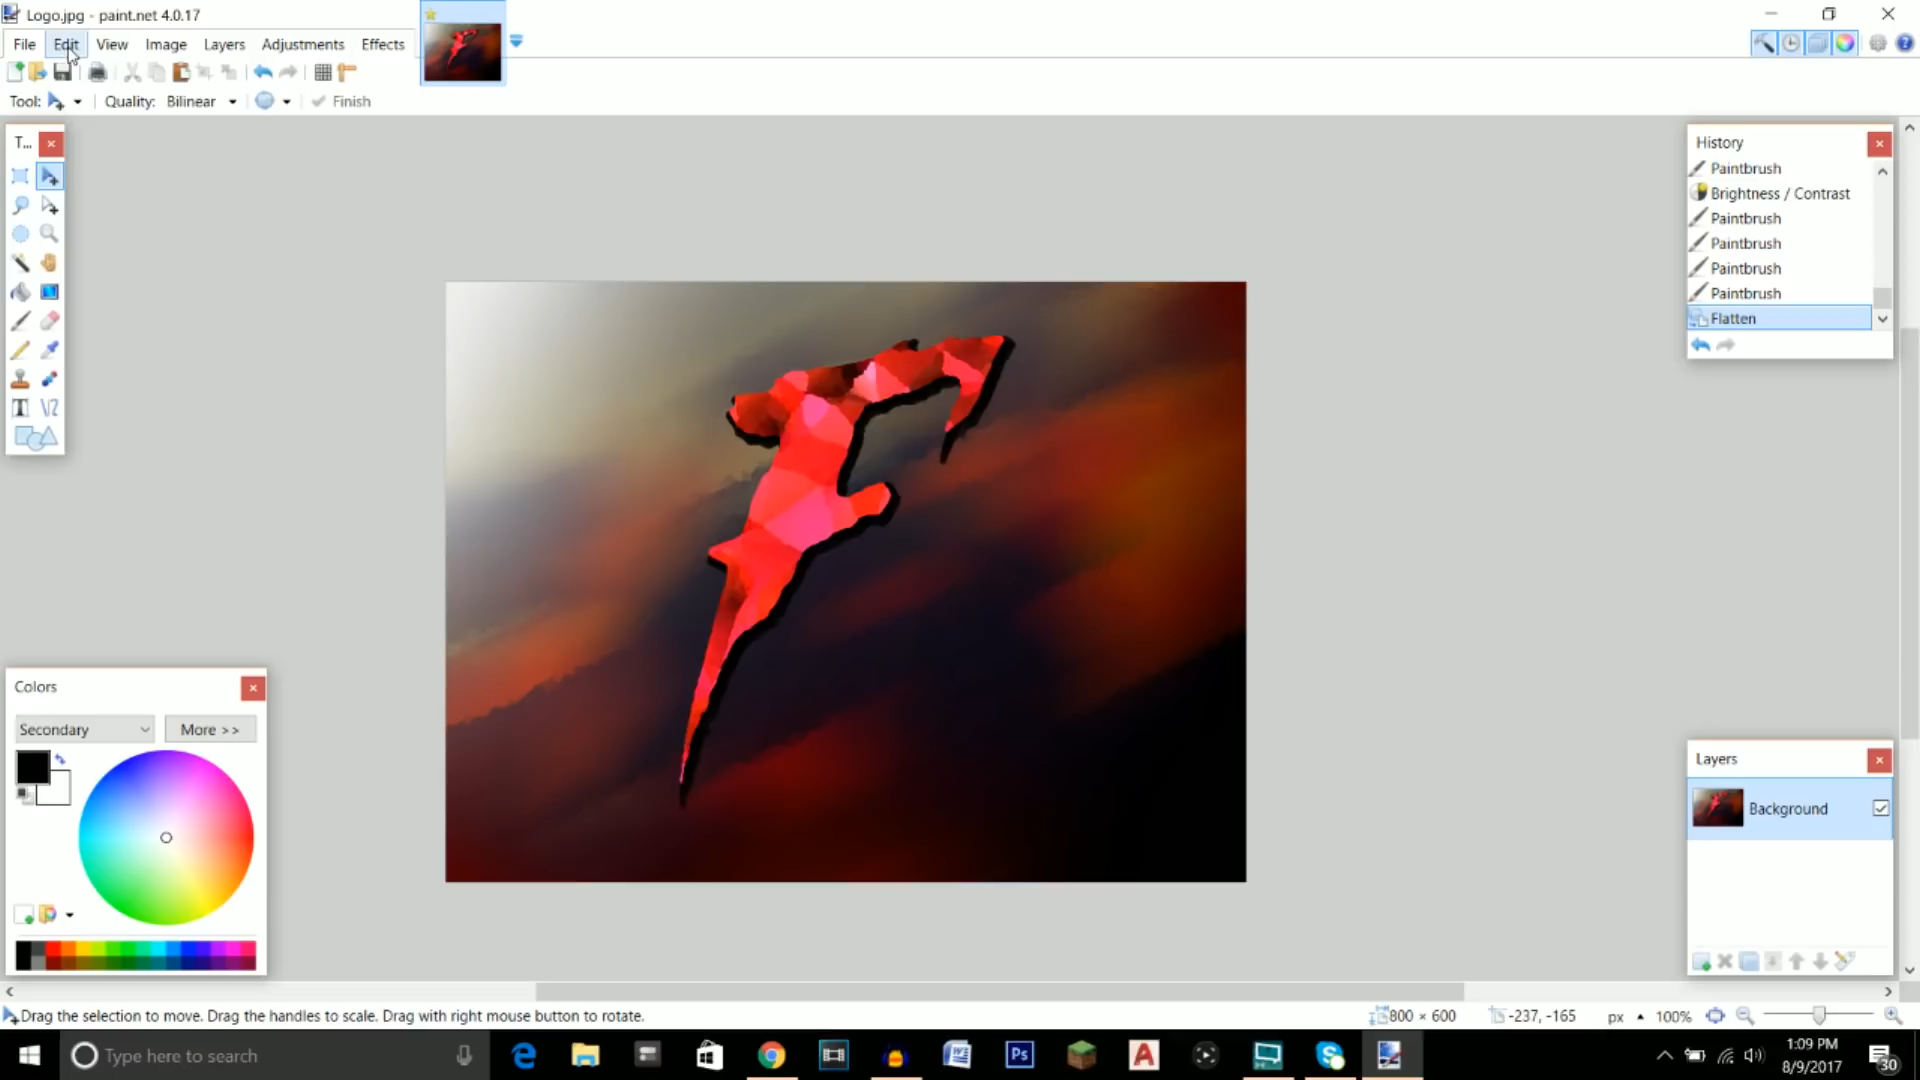 Logo.jpg - paint.net 4.0.17
File Edit View Image Layers Adjustments Effects
Tool: Quality: Bilinear Finish
T...
History
Paintbrush
Brightness / Contrast
Paintbrush
Paintbrush
Paintbrush
Paintbrush
Flatten
Colors
Secondary More >>
Layers
Background
Drag the selection to move. Drag the handles to scale. Drag with right mouse button to rotate.
800 × 600 -237, -165 px 100%
Type here to search
Ps
1:09 PM
8/9/2017
30